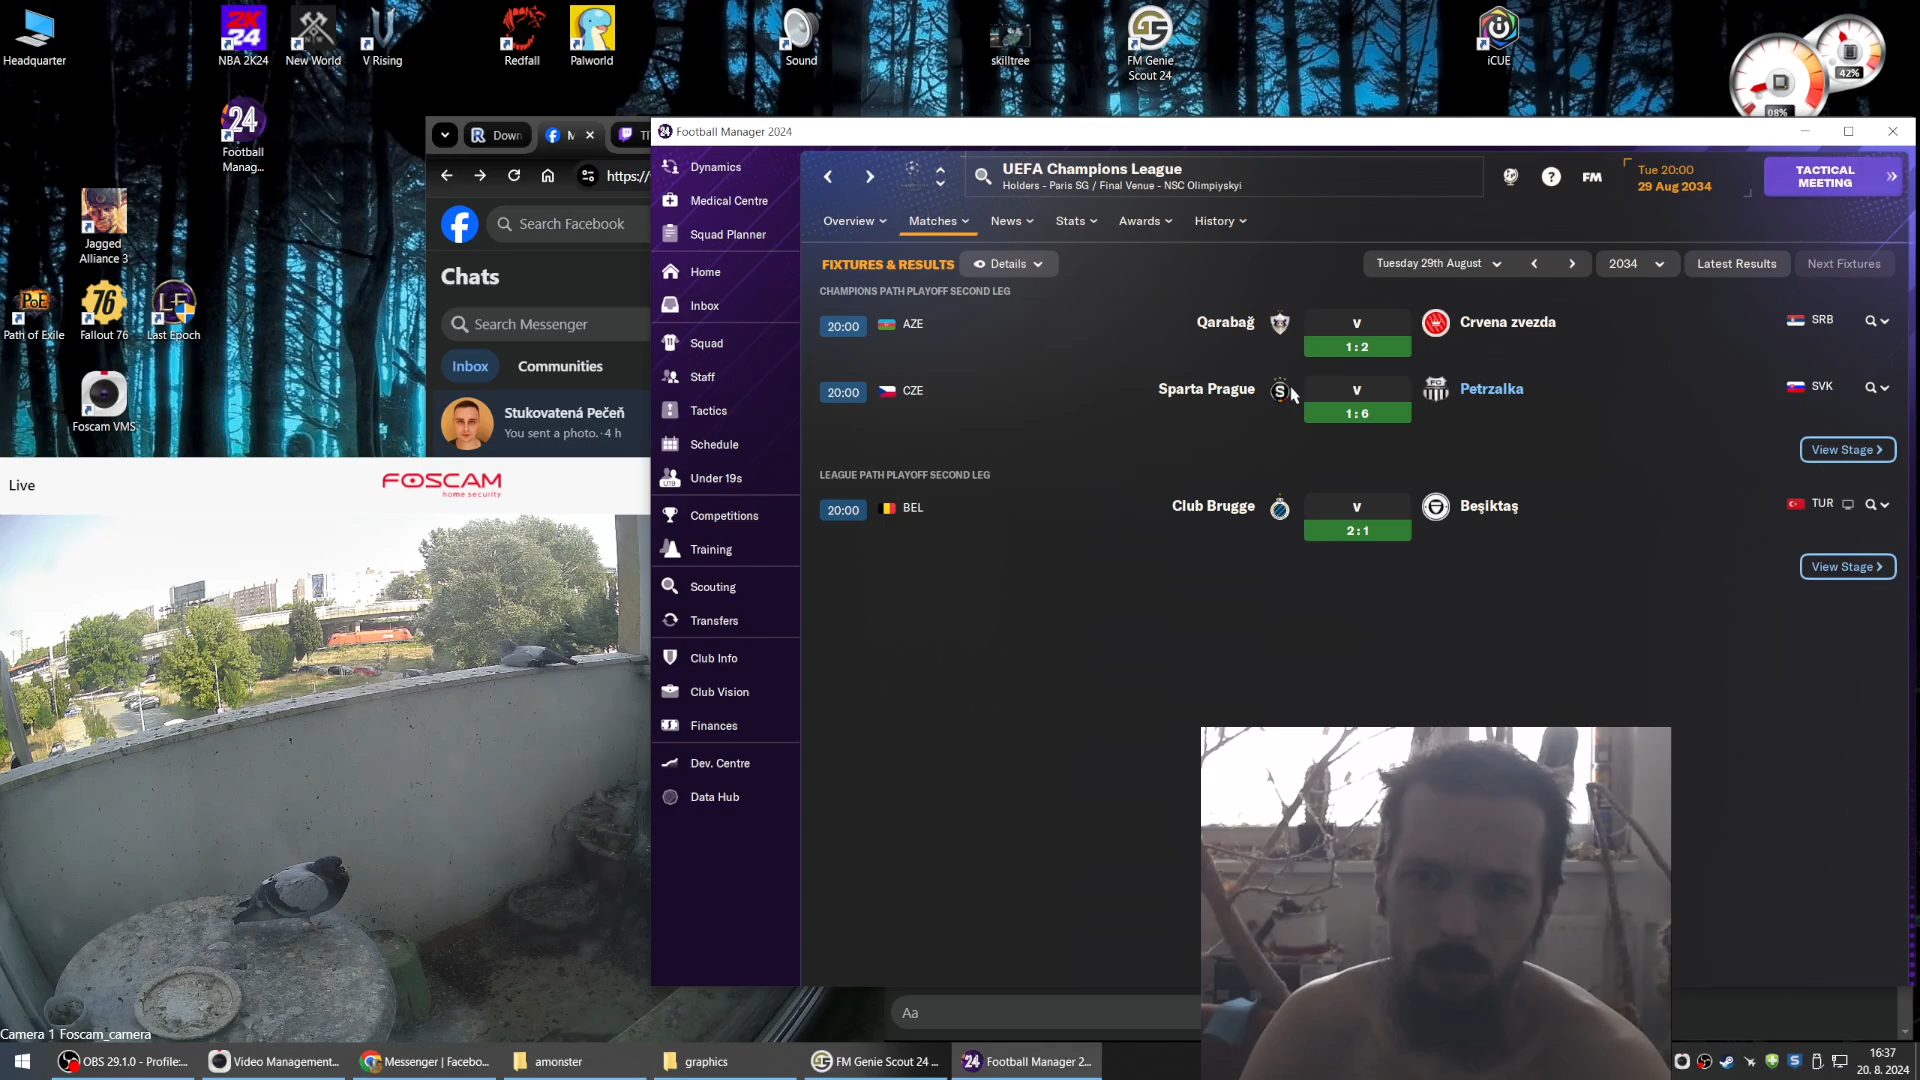 Headquarter
NBA 2K24
New World
V Rising
Redfall
Palworld
Sound
skilltree
FM Genie
Scout 24
iCUE
42%
08%
24
Football
Manag...
Jagged
Alliance 3
Path of Exile
Fallout 76
Last Epoch
Foscam VMS
Down
https://
Search Facebook
Chats
Search Messenger
Inbox
Communities
Stukovatená Pečeň
You sent a photo. · 4 h
Live
FOSCAM
home security
Camera 1 Foscam_camera
Football Manager 2024
Dynamics
Medical Centre
Squad Planner
Home
Inbox
Squad
Staff
Tactics
Schedule
Under 19s
Competitions
Training
Scouting
Transfers
Club Info
Club Vision
Finances
Dev. Centre
Data Hub
UEFA Champions League
Holders - Paris SG / Final Venue - NSC Olimpiyskyi
FM
Tue 20:00
29 Aug 2034
TACTICAL
MEETING
Overview
Matches
News
Stats
Awards
History
FIXTURES & RESULTS
Details
Tuesday 29th August
2034
Latest Results
Next Fixtures
CHAMPIONS PATH PLAYOFF SECOND LEG
20:00 AZE Qarabağ v Crvena zvezda SRB
1 : 2
20:00 CZE Sparta Prague v Petrzalka SVK
1 : 6
View Stage
LEAGUE PATH PLAYOFF SECOND LEG
20:00 BEL Club Brugge v Beşiktaş TUR
2 : 1
View Stage
Aa
OBS 29.1.0 - Profile:...
Video Management...
Messenger | Facebo...
amonster
graphics
FM Genie Scout 24 ...
Football Manager 2...
16:37
20. 8. 2024